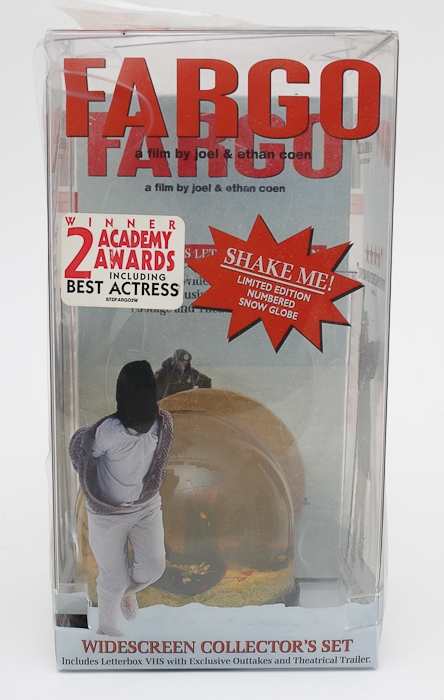 FARGO
FARGO
a film by joel & ethan coen
a film by joel & ethan coen
WINNER
2 ACADEMY
AWARDS
INCLUDING
BEST ACTRESS
STDFARGO2W
SHAKE ME!
LIMITED EDITION
NUMBERED
SNOW GLOBE
WIDESCREEN COLLECTOR'S SET
Includes Letterbox VHS with Exclusive Outtakes and Theatrical Trailer.